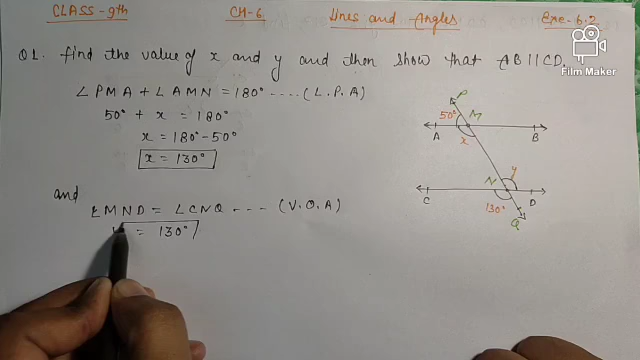 CLASS-9th CH-6 Lines and Angles Exe-6.2
Q1. find the value of x and y and then show that AB||CD.
∠PMA + ∠AMN = 180° .... (L.P.A)
50° + x = 180°
x = 180° - 50°
x = 130°
and
∠MND = ∠CNQ - - - (V.O.A)
= 130°
Film Maker
P
50° M
A x B
N y
C 130° D
Q